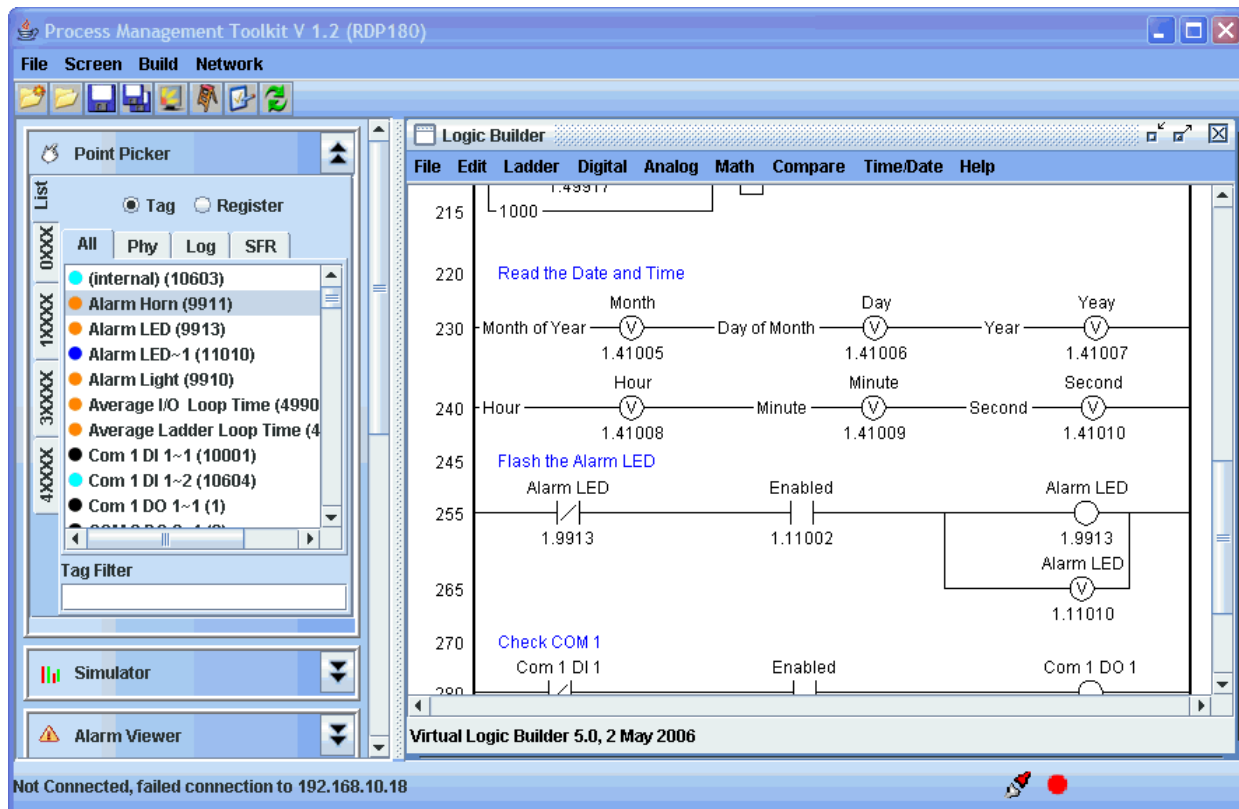 Process Management Toolkit V 1.2 (RDP180)
File Screen Build Network
Point Picker
List
0XXXX
1XXXX
3XXXX
4XXXX
Tag Register
All Phy Log SFR
(internal) (10603)
Alarm Horn (9911)
Alarm LED (9913)
Alarm LED~1 (11010)
Alarm Light (9910)
Average I/O Loop Time (4990
Average Ladder Loop Time (4
Com 1 DI 1~1 (10001)
Com 1 DI 1~2 (10604)
Com 1 DO 1~1 (1)
Tag Filter
Simulator
Alarm Viewer
Logic Builder
File Edit Ladder Digital Analog Math Compare Time/Date Help
1.49917
215 1000
220 Read the Date and Time
Month Day Yeay
230 Month of Year V Day of Month V Year V
1.41005 1.41006 1.41007
Hour Minute Second
240 Hour V Minute V Second V
1.41008 1.41009 1.41010
245 Flash the Alarm LED
Alarm LED Enabled Alarm LED
255
1.9913 1.11002 1.9913
Alarm LED
265 V
1.11010
270 Check COM 1
Com 1 DI 1 Enabled Com 1 DO 1
280
Virtual Logic Builder 5.0, 2 May 2006
Not Connected, failed connection to 192.168.10.18